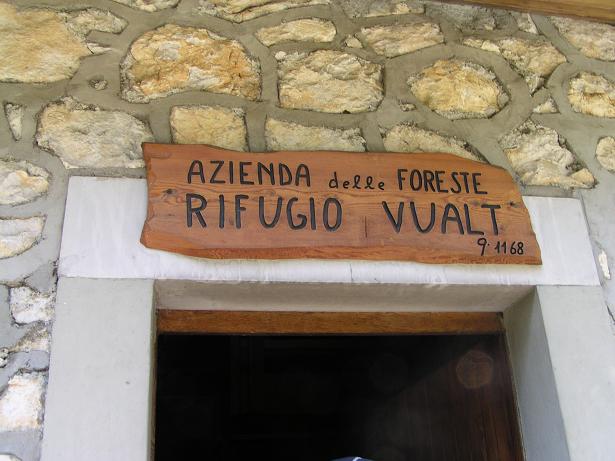 AZIENDA delle FORESTE
RIFUGIO VUALT
q. 1168